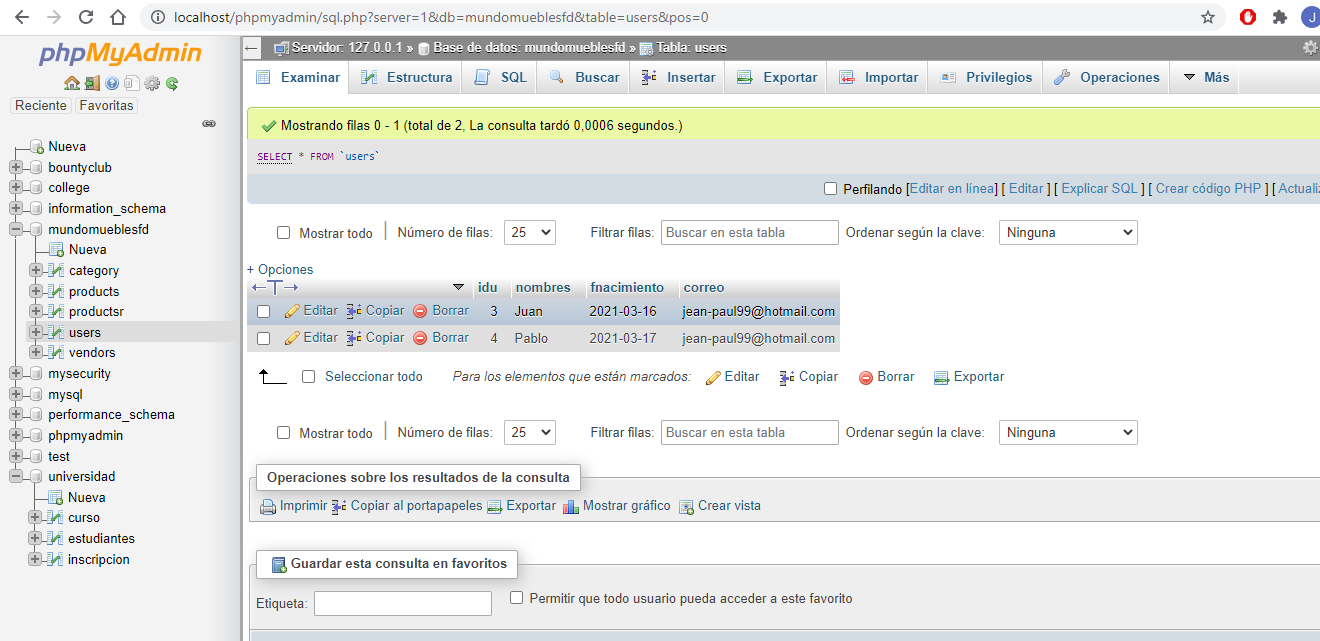 localhost/phpmyadmin/sql.php?server=1&db=mundomueblesfd&table=users&pos=0
J
phpMyAdmin
Reciente Favoritas
Nueva
bountyclub
college
information_schema
mundomueblesfd
Nueva
category
products
productsr
users
vendors
mysecurity
mysql
performance_schema
phpmyadmin
test
universidad
Nueva
curso
estudiantes
inscripcion
Servidor: 127.0.0.1 » Base de datos: mundomueblesfd » Tabla: users
Examinar Estructura SQL Buscar Insertar Exportar Importar Privilegios Operaciones Más
Mostrando filas 0 - 1 (total de 2, La consulta tardó 0,0006 segundos.)
SELECT * FROM `users`
Perfilando [Editar en línea] [ Editar ] [ Explicar SQL ] [ Crear código PHP ] [ Actualiz
Mostrar todo Número de filas: 25 Filtrar filas: Buscar en esta tabla Ordenar según la clave: Ninguna
+ Opciones
←T→ idu nombres fnacimiento correo
Editar Copiar Borrar 3 Juan 2021-03-16 jean-paul99@hotmail.com
Editar Copiar Borrar 4 Pablo 2021-03-17 jean-paul99@hotmail.com
Seleccionar todo Para los elementos que están marcados: Editar Copiar Borrar Exportar
Mostrar todo Número de filas: 25 Filtrar filas: Buscar en esta tabla Ordenar según la clave: Ninguna
Operaciones sobre los resultados de la consulta
Imprimir Copiar al portapapeles Exportar Mostrar gráfico Crear vista
Guardar esta consulta en favoritos
Etiqueta: Permitir que todo usuario pueda acceder a este favorito